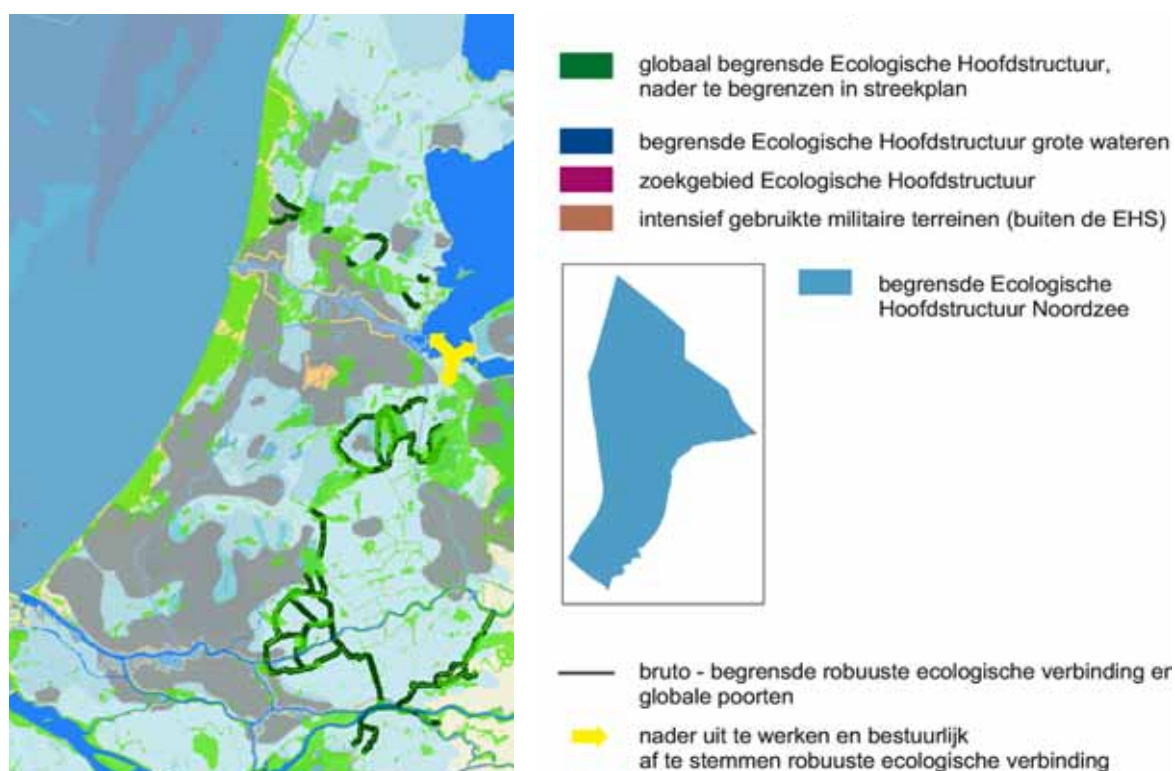 globaal begrensde Ecologische Hoofdstructuur,
nader te begrenzen in streekplan
begrensde Ecologische Hoofdstructuur grote wateren
zoekgebied Ecologische Hoofdstructuur
intensief gebruikte militaire terreinen (buiten de EHS)
begrensde Ecologische
Hoofdstructuur Noordzee
bruto - begrensde robuuste ecologische verbinding en
globale poorten
nader uit te werken en bestuurlijk
af te stemmen robuuste ecologische verbinding